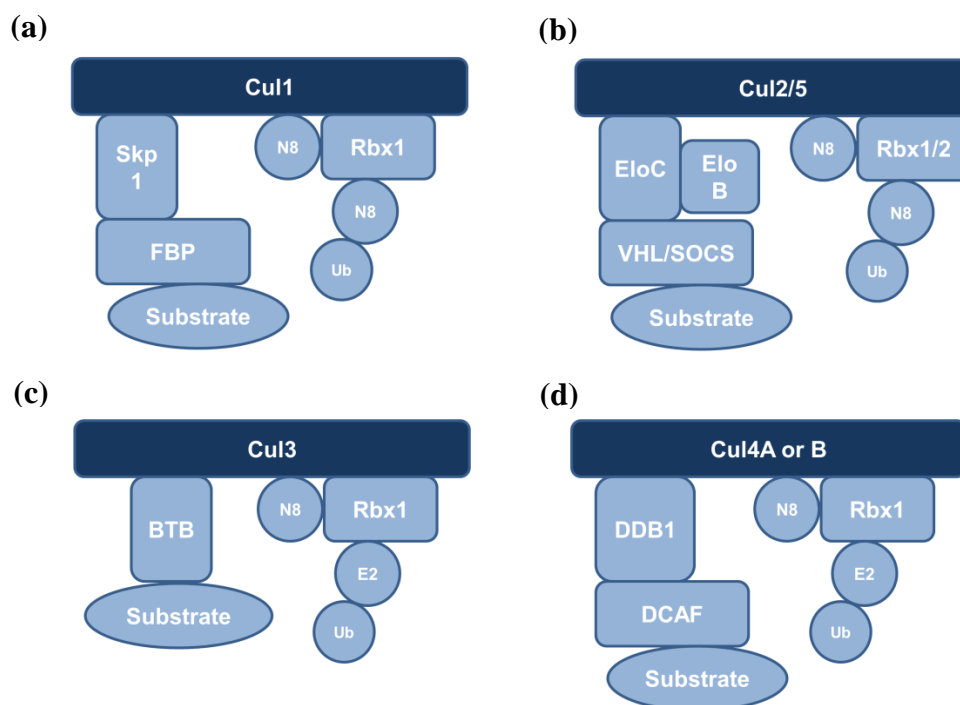 (a)
Cul1
Skp
1
N8
Rbx1
N8
FBP
Ub
Substrate
(b)
Cul2/5
EloC
Elo
B
N8
Rbx1/2
N8
VHL/SOCS
Ub
Substrate
(c)
Cul3
BTB
N8
Rbx1
E2
Substrate
Ub
(d)
Cul4A or B
DDB1
N8
Rbx1
E2
DCAF
Ub
Substrate